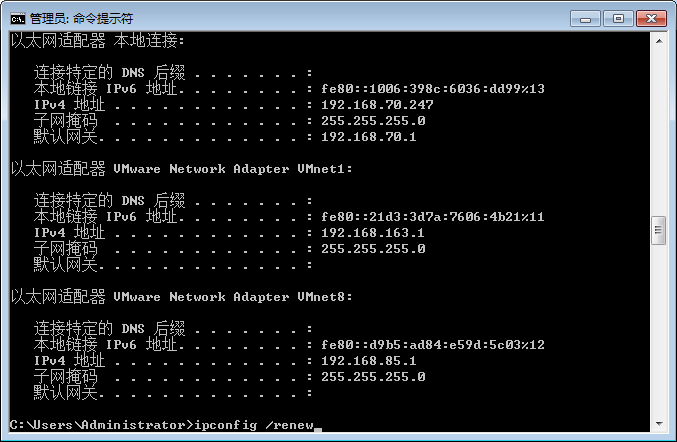 管理员: 命令提示符
以太网适配器 本地连接:
连接特定的 DNS 后缀 . . . . . . . :
本地链接 IPv6 地址. . . . . . . . : fe80::1006:398c:6036:dd99%13
IPv4 地址 . . . . . . . . . . . . : 192.168.70.247
子网掩码 . . . . . . . . . . . . : 255.255.255.0
默认网关. . . . . . . . . . . . . : 192.168.70.1
以太网适配器 VMware Network Adapter VMnet1:
连接特定的 DNS 后缀 . . . . . . . :
本地链接 IPv6 地址. . . . . . . . : fe80::21d3:3d7a:7606:4b21%11
IPv4 地址 . . . . . . . . . . . . : 192.168.163.1
子网掩码 . . . . . . . . . . . . : 255.255.255.0
默认网关. . . . . . . . . . . . . :
以太网适配器 VMware Network Adapter VMnet8:
连接特定的 DNS 后缀 . . . . . . . :
本地链接 IPv6 地址. . . . . . . . : fe80::d9b5:ad84:e59d:5c03%12
IPv4 地址 . . . . . . . . . . . . : 192.168.85.1
子网掩码 . . . . . . . . . . . . : 255.255.255.0
默认网关. . . . . . . . . . . . . :
C:\Users\Administrator>ipconfig /renew_